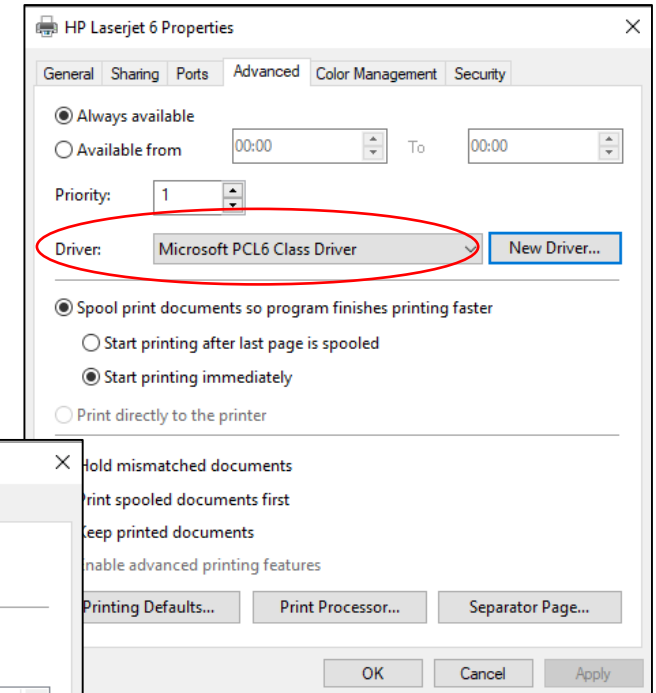 HP Laserjet 6 Properties
General Sharing Ports Advanced Color Management Security
Always available
Available from 00:00 To 00:00
Priority: 1
Driver: Microsoft PCL6 Class Driver New Driver...
Spool print documents so program finishes printing faster
Start printing after last page is spooled
Start printing immediately
Print directly to the printer
Hold mismatched documents
Print spooled documents first
Keep printed documents
Enable advanced printing features
Printing Defaults... Print Processor... Separator Page...
OK Cancel Apply